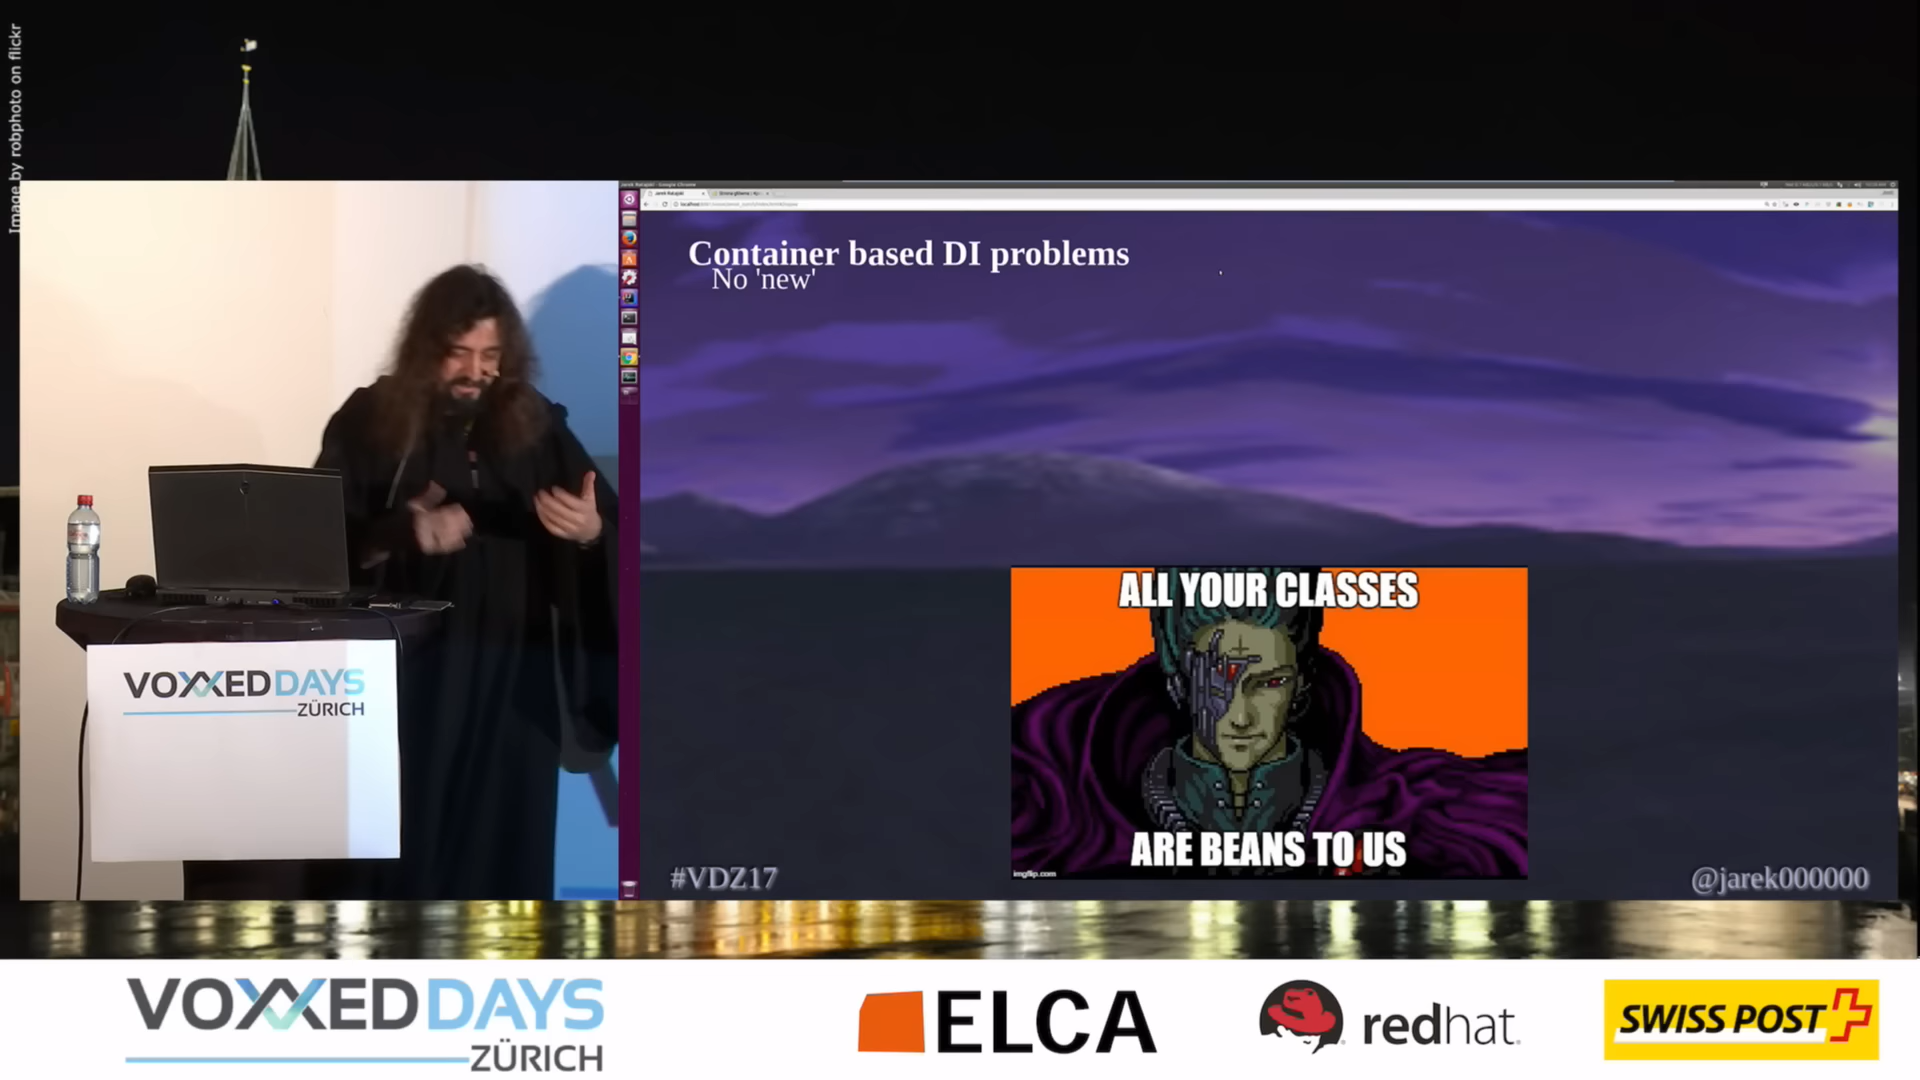 Image by robphoto on flickr
Container based DI problems
No 'new'
ALL YOUR CLASSES
ARE BEANS TO US
imgflip.com
#VDZ17
@jarek000000
VOXXED DAYS
ZÜRICH
VOXXED DAYS
ZÜRICH
ELCA
redhat.
SWISS POST